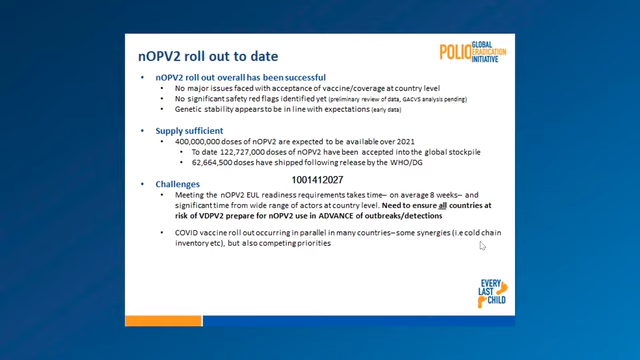 nOPV2 roll out to date
POLIO GLOBAL
ERADICATION
INITIATIVE
• nOPV2 roll out overall has been successful
- No major issues faced with acceptance of vaccine/coverage at country level
- No significant safety red flags identified yet (preliminary review of data, GACVS analysis pending)
- Genetic stability appears to be in line with expectations (early data)
• Supply sufficient
- 400,000,000 doses of nOPV2 are expected to be available over 2021
- To date 122,727,000 doses of nOPV2 have been accepted into the global stockpile
- 62,664,500 doses have shipped following release by the WHO/DG
1001412027
• Challenges
- Meeting the nOPV2 EUL readiness requirements takes time– on average 8 weeks– and
significant time from wide range of actors at country level. Need to ensure all countries at
risk of VDPV2 prepare for nOPV2 use in ADVANCE of outbreaks/detections
- COVID vaccine roll out occurring in parallel in many countries– some synergies (i.e cold chain
inventory etc), but also competing priorities
EVERY
LAST
CHILD